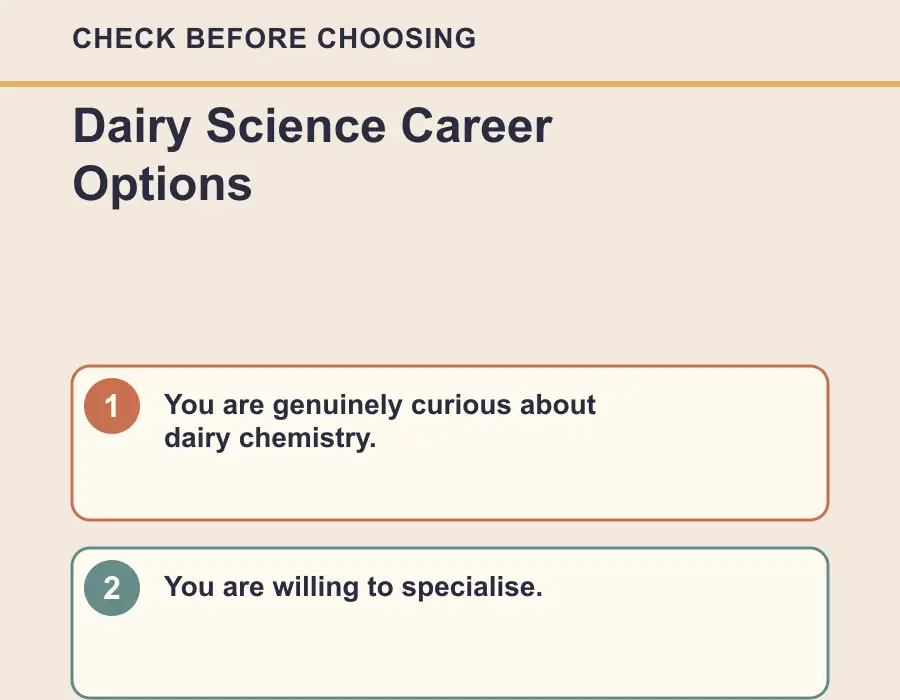 CHECK BEFORE CHOOSING
Dairy Science Career
Options
1
You are genuinely curious about
dairy chemistry.
2
You are willing to specialise.